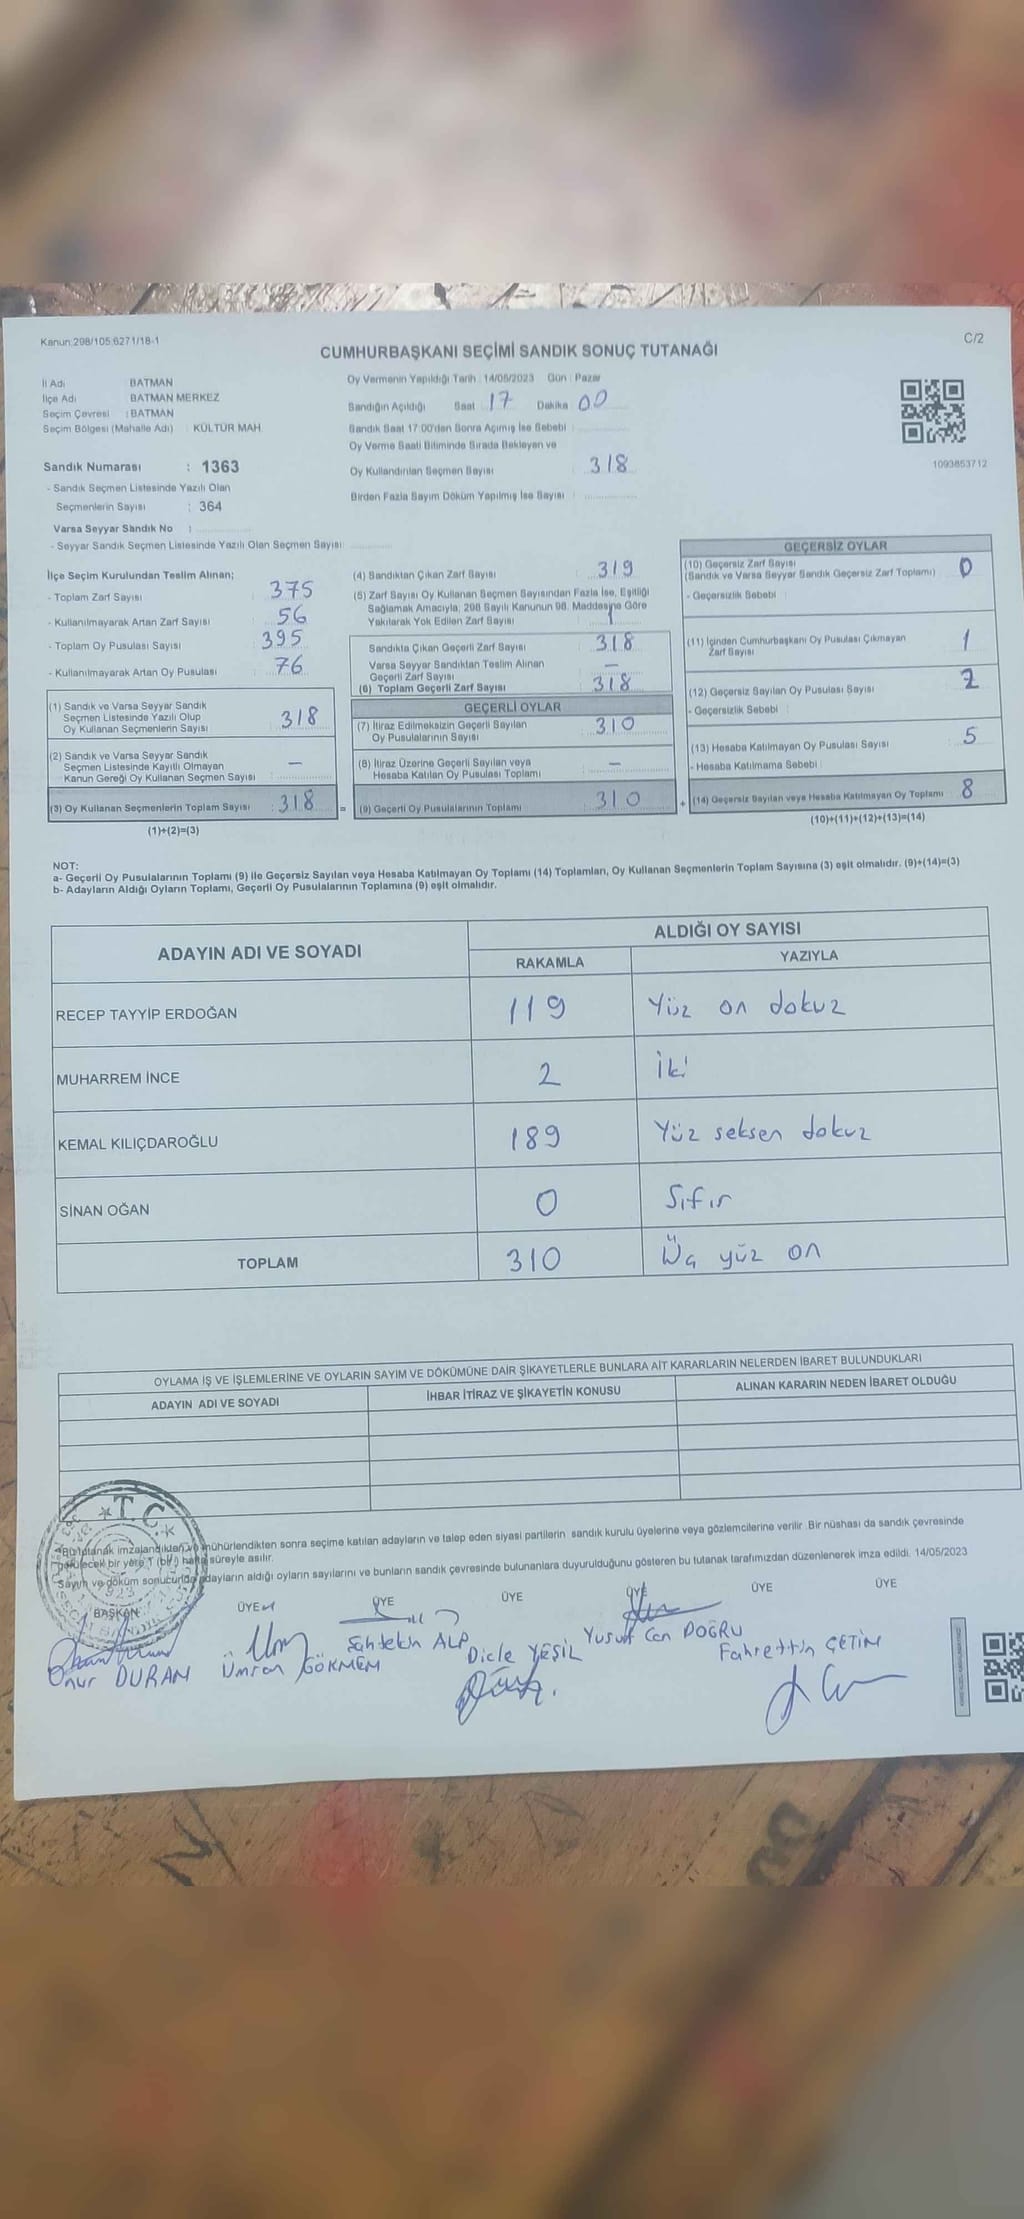 Kanun:298/105,6271/18-1
C/2
CUMHURBAŞKANI SEÇİMİ SANDIK SONUÇ TUTANAĞI
İl Adı BATMAN
İlçe Adı BATMAN MERKEZ
Seçim Çevresi : BATMAN
Seçim Bölgesi (Mahalle Adı) : KÜLTÜR MAH.
Sandık Numarası : 1363
- Sandık Seçmen Listesinde Yazılı Olan
Seçmenlerin Sayısı : 364
Varsa Seyyar Sandık No :
- Seyyar Sandık Seçmen Listesinde Yazılı Olan Seçmen Sayısı
Oy Vermenin Yapıldığı Tarih : 14/05/2023 Gün : Pazar
Sandığın Açıldığı Saat 17 Dakika 00
Sandık Saat 17:00'den Sonra Açılmış İse Sebebi :
Oy Verme Saati Bitiminde Sırada Bekleyen ve
Oy Kullandırılan Seçmen Sayısı : 318
Birden Fazla Sayım Döküm Yapılmış İse Sayısı :
1093853712
İlçe Seçim Kurulundan Teslim Alınan;
- Toplam Zarf Sayısı : 375
- Kullanılmayarak Artan Zarf Sayısı : 56
- Toplam Oy Pusulası Sayısı : 395
- Kullanılmayarak Artan Oy Pusulası : 76
(1) Sandık ve Varsa Seyyar Sandık
Seçmen Listesinde Yazılı Olup
Oy Kullanan Seçmenlerin Sayısı : 318
(2) Sandık ve Varsa Seyyar Sandık
Seçmen Listesinde Kayıtlı Olmayan
Kanun Gereği Oy Kullanan Seçmen Sayısı : —
(3) Oy Kullanan Seçmenlerin Toplam Sayısı : 318 =
(1)+(2)=(3)
(4) Sandıktan Çıkan Zarf Sayısı : 319
(5) Zarf Sayısı Oy Kullanan Seçmen Sayısından Fazla İse, Eşitliği
Sağlamak Amacıyla, 298 Sayılı Kanunun 98. Maddesine Göre
Yakılarak Yok Edilen Zarf Sayısı : 1
Sandıkta Çıkan Geçerli Zarf Sayısı : 318
Varsa Seyyar Sandıktan Teslim Alınan
Geçerli Zarf Sayısı : —
(6) Toplam Geçerli Zarf Sayısı : 318
GEÇERLİ OYLAR
(7) İtiraz Edilmeksizin Geçerli Sayılan
Oy Pusulalarının Sayısı : 310
(8) İtiraz Üzerine Geçerli Sayılan veya
Hesaba Katılan Oy Pusulası Toplamı : —
(9) Geçerli Oy Pusulalarının Toplamı : 310 +
GEÇERSİZ OYLAR
(10) Geçersiz Zarf Sayısı : 0
(Sandık ve Varsa Seyyar Sandık Geçersiz Zarf Toplamı)
- Geçersizlik Sebebi :
(11) İçinden Cumhurbaşkanı Oy Pusulası Çıkmayan
Zarf Sayısı : 1
(12) Geçersiz Sayılan Oy Pusulası Sayısı : 2
- Geçersizlik Sebebi :
(13) Hesaba Katılmayan Oy Pusulası Sayısı : 5
- Hesaba Katılmama Sebebi :
(14) Geçersiz Sayılan veya Hesaba Katılmayan Oy Toplamı : 8
(10)+(11)+(12)+(13)=(14)
NOT:
a- Geçerli Oy Pusulalarının Toplamı (9) ile Geçersiz Sayılan veya Hesaba Katılmayan Oy Toplamı (14) Toplamları, Oy Kullanan Seçmenlerin Toplam Sayısına (3) eşit olmalıdır. (9)+(14)=(3)
b- Adayların Aldığı Oyların Toplamı, Geçerli Oy Pusulalarının Toplamına (9) eşit olmalıdır.
ADAYIN ADI VE SOYADI ALDIĞI OY SAYISI
RAKAMLA YAZIYLA
RECEP TAYYİP ERDOĞAN 119 Yüz on dokuz
MUHARREM İNCE 2 İki
KEMAL KILIÇDAROĞLU 189 Yüz seksen dokuz
SİNAN OĞAN 0 Sıfır
TOPLAM 310 Üç yüz on
OYLAMA İŞ VE İŞLEMLERİNE VE OYLARIN SAYIM VE DÖKÜMÜNE DAİR ŞİKAYETLERLE BUNLARA AİT KARARLARIN NELERDEN İBARET BULUNDUKLARI
ADAYIN ADI VE SOYADI İHBAR İTİRAZ VE ŞİKAYETİN KONUSU ALINAN KARARIN NEDEN İBARET OLDUĞU
T.C.
Bu tutanak imzalandıktan ve mühürlendikten sonra seçime katılan adayların ve talep eden siyasi partilerin sandık kurulu üyelerine veya gözlemcilerine verilir. Bir nüshası da sandık çevresinde
görülecek bir yere 1 (bir) hafta süreyle asılır.
Sayım ve döküm sonucunda adayların aldığı oyların sayılarını ve bunların sandık çevresinde bulunanlara duyurulduğunu gösteren bu tutanak tarafımızdan düzenlenerek imza edildi. 14/05/2023
BAŞKAN ÜYE ÜYE ÜYE ÜYE ÜYE ÜYE
Onur DURAN Ümran GÖKMEN Şahtekin ALP Dicle YEŞİL Yusuf Can DOĞRU Fahrettin ÇETİN